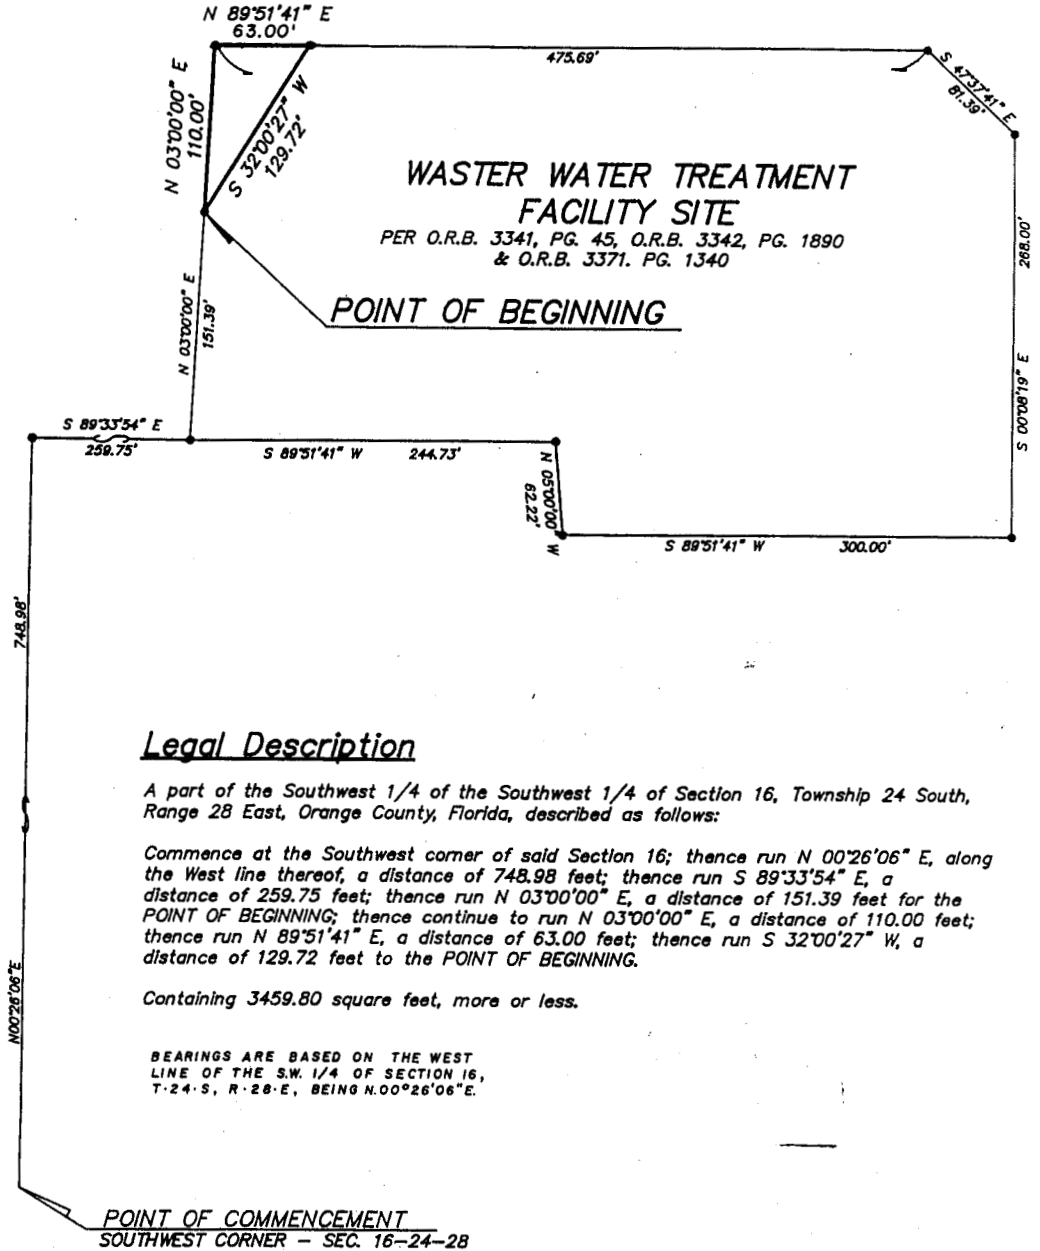 N 89°51'41" E
63.00'
475.69'
S 47°37'41" E
81.39'
N 03°00'00" E
110.00'
S 32°00'27" W
129.72'
WASTER WATER TREATMENT
FACILITY SITE
PER O.R.B. 3341, PG. 45, O.R.B. 3342, PG. 1890
& O.R.B. 3371. PG. 1340
268.00'
S 00°08'19" E
POINT OF BEGINNING
N 03°00'00" E
151.39'
S 89°33'54" E
259.75'
S 89°51'41" W 244.73'
N 05°00'00" W
62.22'
S 89°51'41" W 300.00'
748.98'
N00°26'06"E
Legal Description
A part of the Southwest 1/4 of the Southwest 1/4 of Section 16, Township 24 South,
Range 28 East, Orange County, Florida, described as follows:
Commence at the Southwest corner of said Section 16; thence run N 00°26'06" E, along
the West line thereof, a distance of 748.98 feet; thence run S 89°33'54" E, a
distance of 259.75 feet; thence run N 03°00'00" E, a distance of 151.39 feet for the
POINT OF BEGINNING; thence continue to run N 03°00'00" E, a distance of 110.00 feet;
thence run N 89°51'41" E, a distance of 63.00 feet; thence run S 32°00'27" W, a
distance of 129.72 feet to the POINT OF BEGINNING.
Containing 3459.80 square feet, more or less.
BEARINGS ARE BASED ON THE WEST
LINE OF THE S.W. 1/4 OF SECTION 16,
T·24·S, R·28·E, BEING N.00°26'06"E.
POINT OF COMMENCEMENT
SOUTHWEST CORNER – SEC. 16–24–28